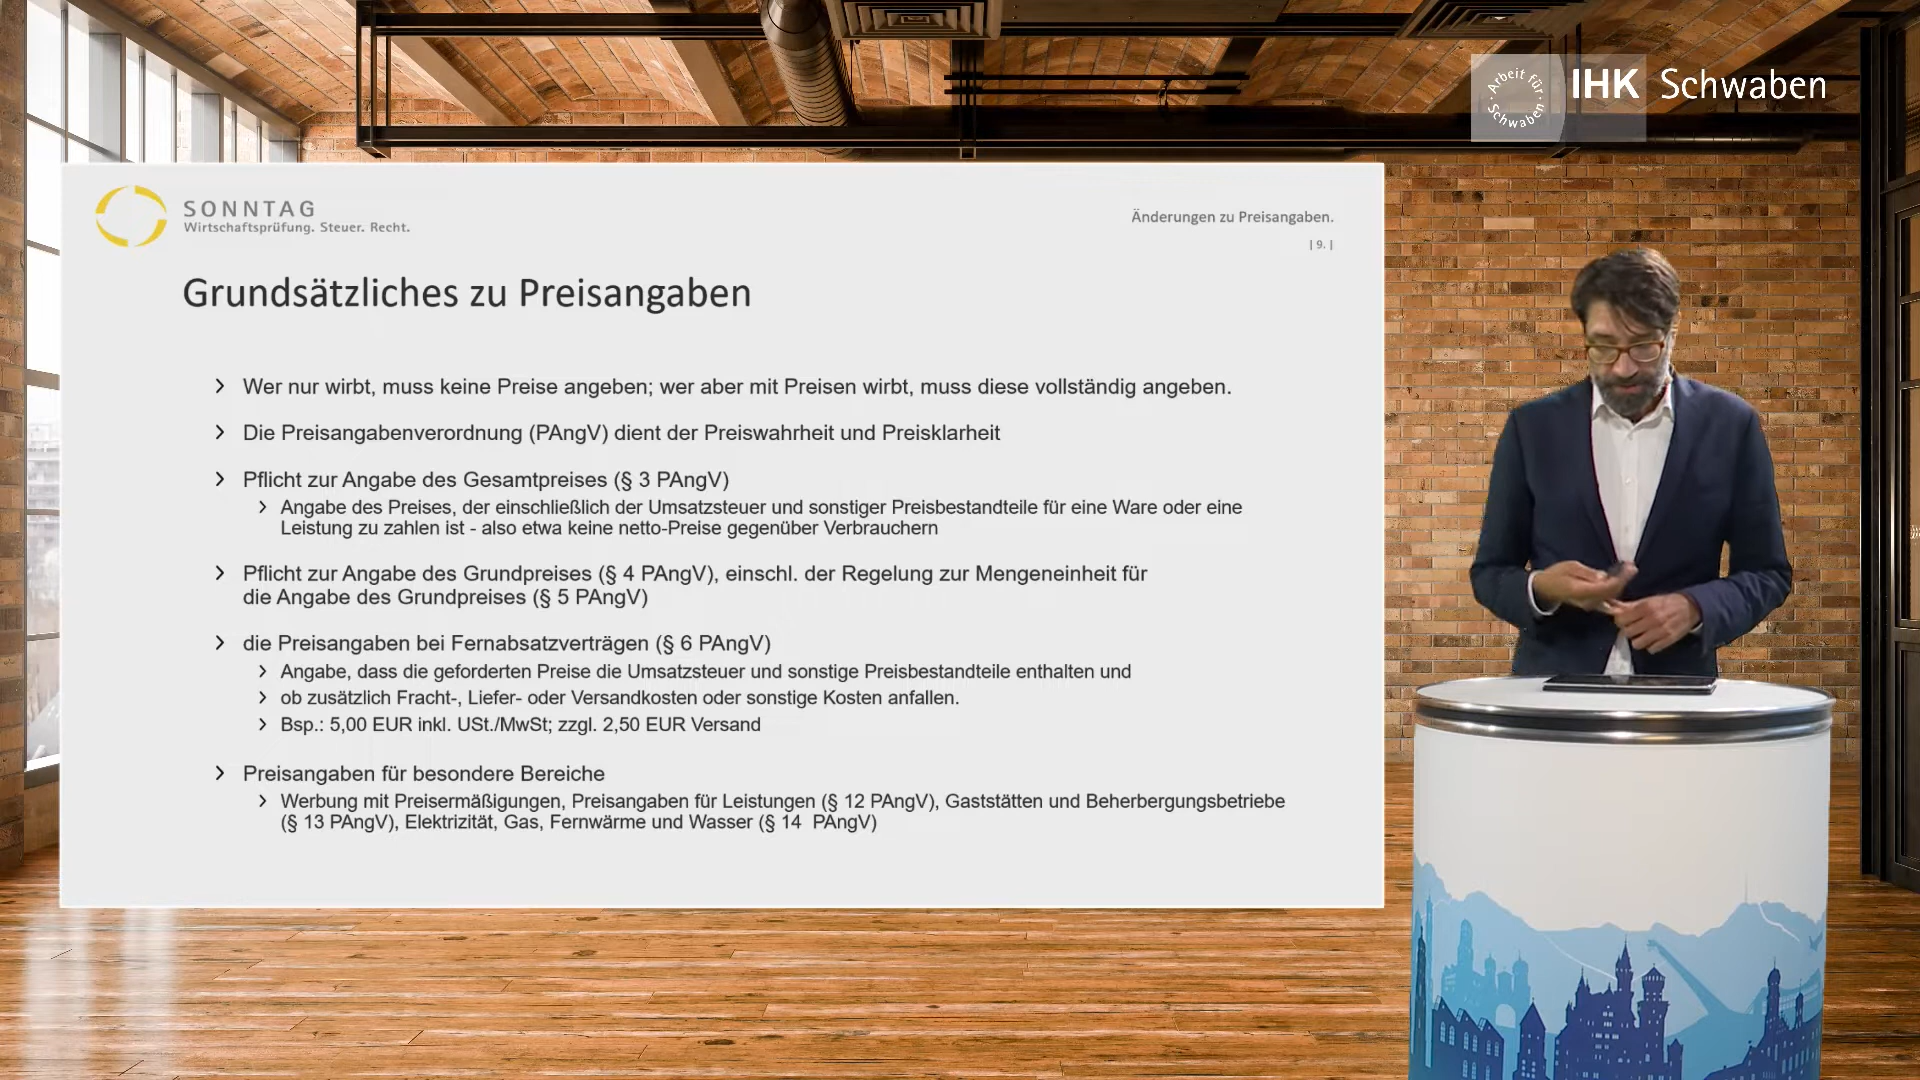 Arbeit für
Schwaben
IHK Schwaben
SONNTAG
Wirtschaftsprüfung. Steuer. Recht.
Änderungen zu Preisangaben.
| 9. |
Grundsätzliches zu Preisangaben
Wer nur wirbt, muss keine Preise angeben; wer aber mit Preisen wirbt, muss diese vollständig angeben.
Die Preisangabenverordnung (PAngV) dient der Preiswahrheit und Preisklarheit
Pflicht zur Angabe des Gesamtpreises (§ 3 PAngV)
Angabe des Preises, der einschließlich der Umsatzsteuer und sonstiger Preisbestandteile für eine Ware oder eine
Leistung zu zahlen ist - also etwa keine netto-Preise gegenüber Verbrauchern
Pflicht zur Angabe des Grundpreises (§ 4 PAngV), einschl. der Regelung zur Mengeneinheit für
die Angabe des Grundpreises (§ 5 PAngV)
die Preisangaben bei Fernabsatzverträgen (§ 6 PAngV)
Angabe, dass die geforderten Preise die Umsatzsteuer und sonstige Preisbestandteile enthalten und
ob zusätzlich Fracht-, Liefer- oder Versandkosten oder sonstige Kosten anfallen.
Bsp.: 5,00 EUR inkl. USt./MwSt; zzgl. 2,50 EUR Versand
Preisangaben für besondere Bereiche
Werbung mit Preisermäßigungen, Preisangaben für Leistungen (§ 12 PAngV), Gaststätten und Beherbergungsbetriebe
(§ 13 PAngV), Elektrizität, Gas, Fernwärme und Wasser (§ 14 PAngV)